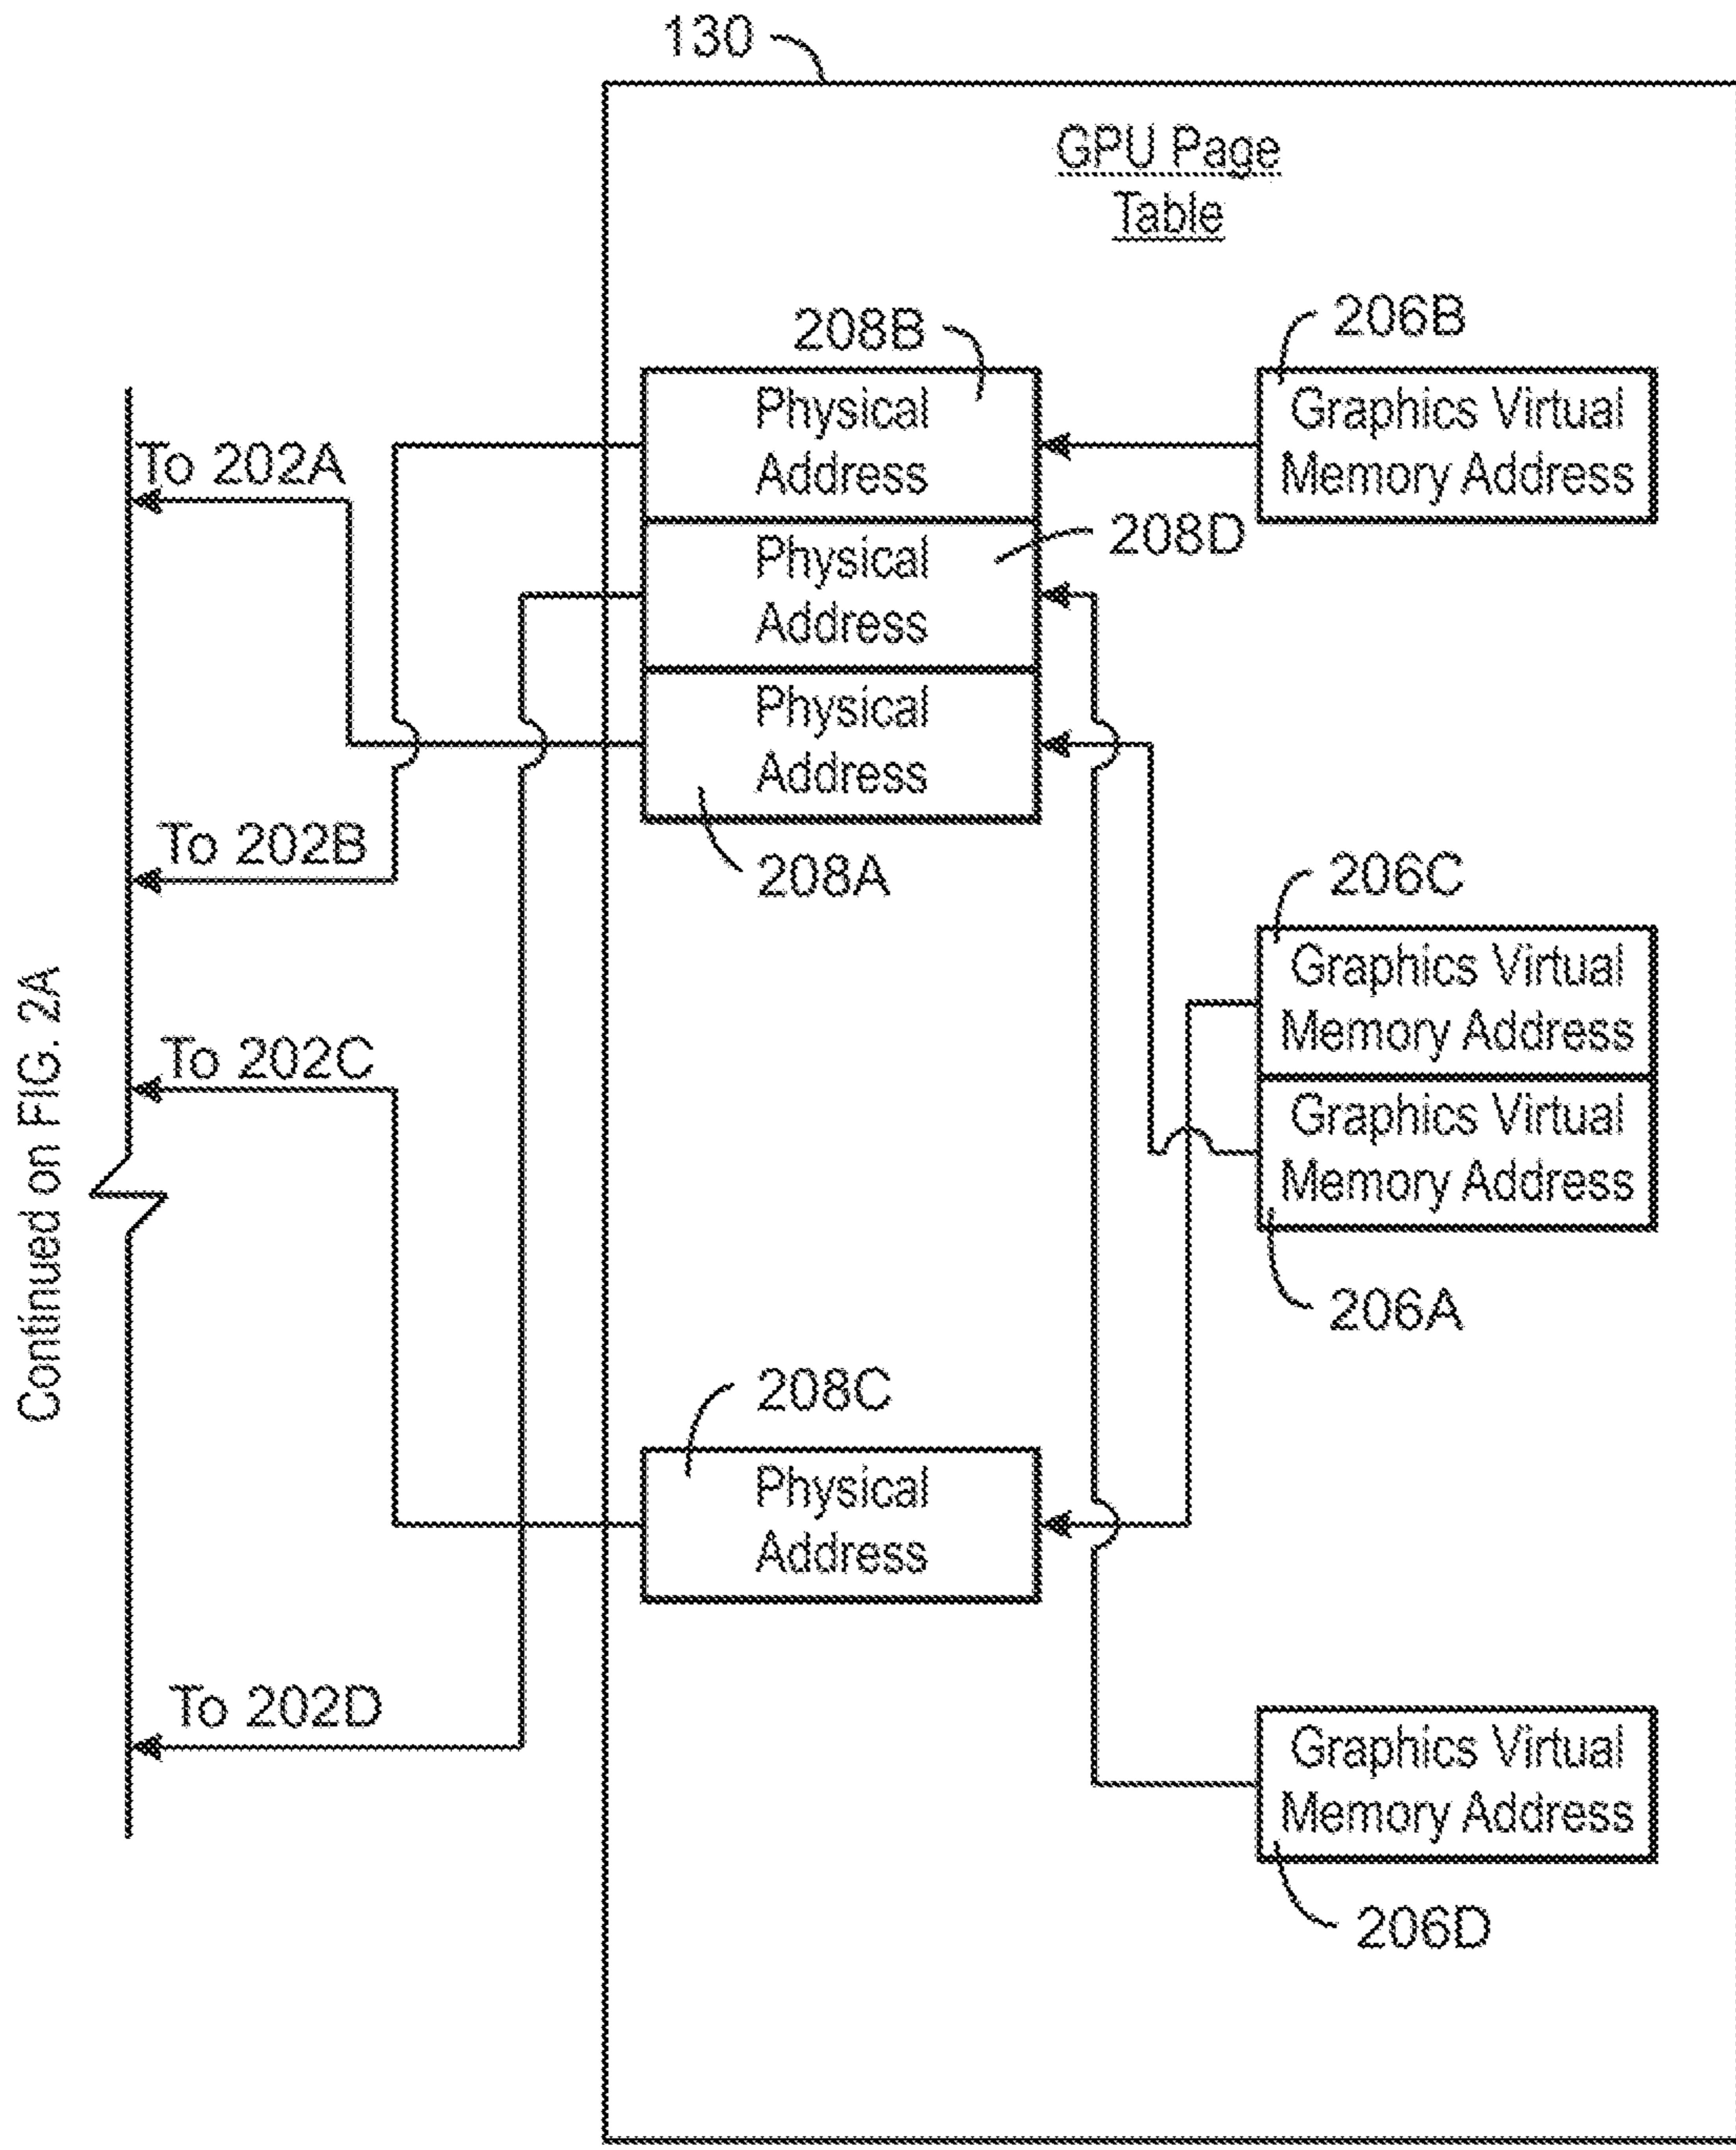 130
GPU Page
Table
208B
206B
Physical
Address
Graphics Virtual
Memory Address
To 202A
208D
Physical
Address
Physical
Address
To 202B
208A
206C
Graphics Virtual
Memory Address
Continued on FIG. 2A
To 202C
Graphics Virtual
Memory Address
206A
208C
Physical
Address
To 202D
Graphics Virtual
Memory Address
206D